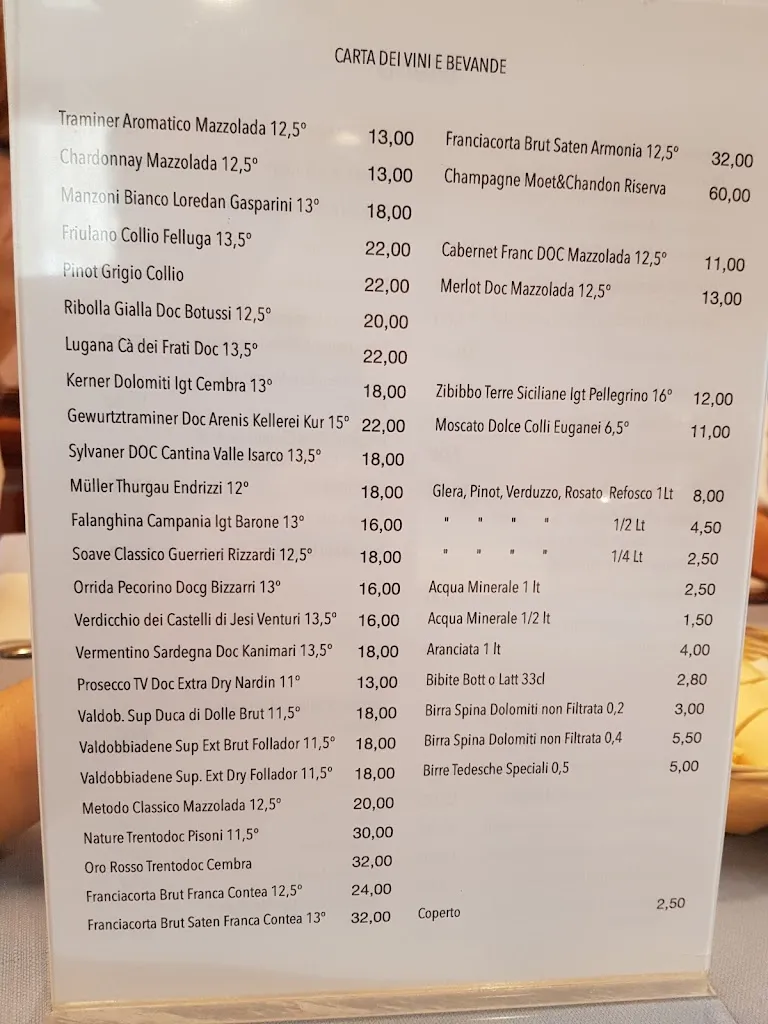 CARTA DEI VINI E BEVANDE
Traminer Aromatico Mazzolada 12,5° 13,00
Chardonnay Mazzolada 12,5° 13,00
Manzoni Bianco Loredan Gasparini 13° 18,00
Friulano Collio Felluga 13,5° 22,00
Pinot Grigio Collio 22,00
Ribolla Gialla Doc Botussi 12,5° 20,00
Lugana Cà dei Frati Doc 13,5° 22,00
Kerner Dolomiti Igt Cembra 13° 18,00
Gewurtztraminer Doc Arenis Kellerei Kur 15° 22,00
Sylvaner DOC Cantina Valle Isarco 13,5° 18,00
Müller Thurgau Endrizzi 12° 18,00
Falanghina Campania Igt Barone 13° 16,00
Soave Classico Guerrieri Rizzardi 12,5° 18,00
Orrida Pecorino Docg Bizzarri 13° 16,00
Verdicchio dei Castelli di Jesi Venturi 13,5° 16,00
Vermentino Sardegna Doc Kanimari 13,5° 18,00
Prosecco TV Doc Extra Dry Nardin 11° 13,00
Valdob. Sup Duca di Dolle Brut 11,5° 18,00
Valdobbiadene Sup Ext Brut Follador 11,5° 18,00
Valdobbiadene Sup. Ext Dry Follador 11,5° 18,00
Metodo Classico Mazzolada 12,5° 20,00
Nature Trentodoc Pisoni 11,5° 30,00
Oro Rosso Trentodoc Cembra 32,00
Franciacorta Brut Franca Contea 12,5° 24,00
Franciacorta Brut Saten Franca Contea 13° 32,00
Franciacorta Brut Saten Armonia 12,5° 32,00
Champagne Moet&Chandon Riserva 60,00
Cabernet Franc DOC Mazzolada 12,5° 11,00
Merlot Doc Mazzolada 12,5° 13,00
Zibibbo Terre Siciliane Igt Pellegrino 16° 12,00
Moscato Dolce Colli Euganei 6,5° 11,00
Glera, Pinot, Verduzzo, Rosato Refosco 1Lt 8,00
" " " " 1/2 Lt 4,50
" " " " 1/4 Lt 2,50
Acqua Minerale 1 lt 2,50
Acqua Minerale 1/2 lt 1,50
Aranciata 1 lt 4,00
Bibite Bott o Latt 33cl 2,80
Birra Spina Dolomiti non Filtrata 0,2 3,00
Birra Spina Dolomiti non Filtrata 0,4 5,50
Birre Tedesche Speciali 0,5 5,00
Coperto 2,50